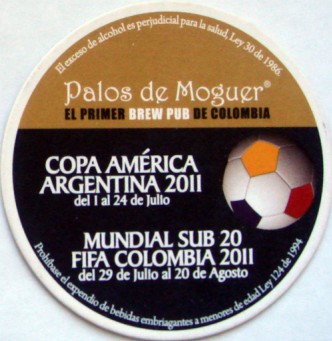 El exceso de alcohol es perjudicial para la salud, Ley 30 de 1986.
Palos de Moguer®
EL PRIMER BREW PUB DE COLOMBIA
COPA AMÉRICA
ARGENTINA 2011
del 1 al 24 de Julio
MUNDIAL SUB 20
FIFA COLOMBIA 2011
del 29 de Julio al 20 de Agosto
Prohíbase el expendio de bebidas embriagantes a menores de edad Ley 124 de 1994